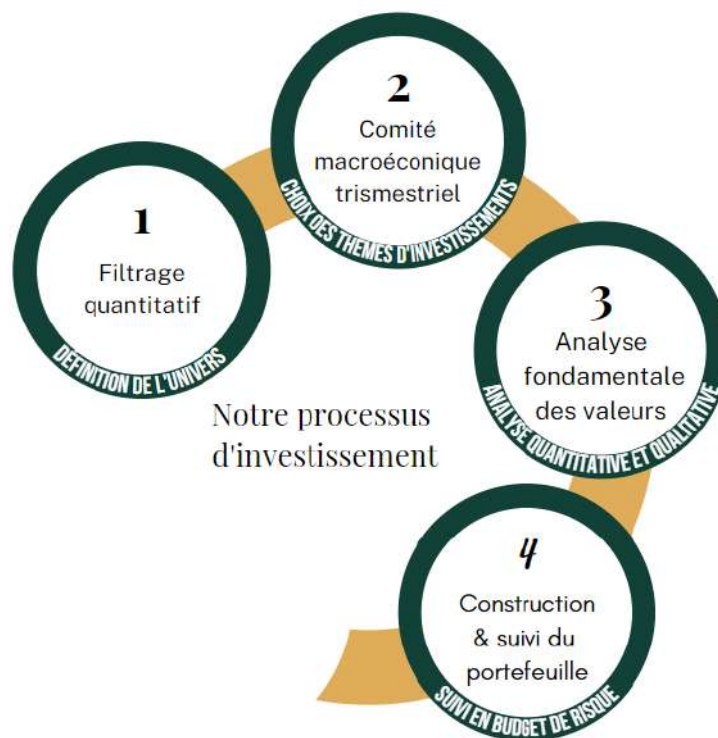 1
Filtrage
quantitatif
DÉFINITION DE L'UNIVERS
2
Comité
macroéconique
trismestriel
CHOIX DES THÈMES D'INVESTISSEMENTS
3
Analyse
fondamentale
des valeurs
ANALYSE QUANTITATIVE ET QUALITATIVE
Notre processus
d'investissement
4
Construction
& suivi du
portefeuille
SUIVI EN BUDGET DE RISQUE